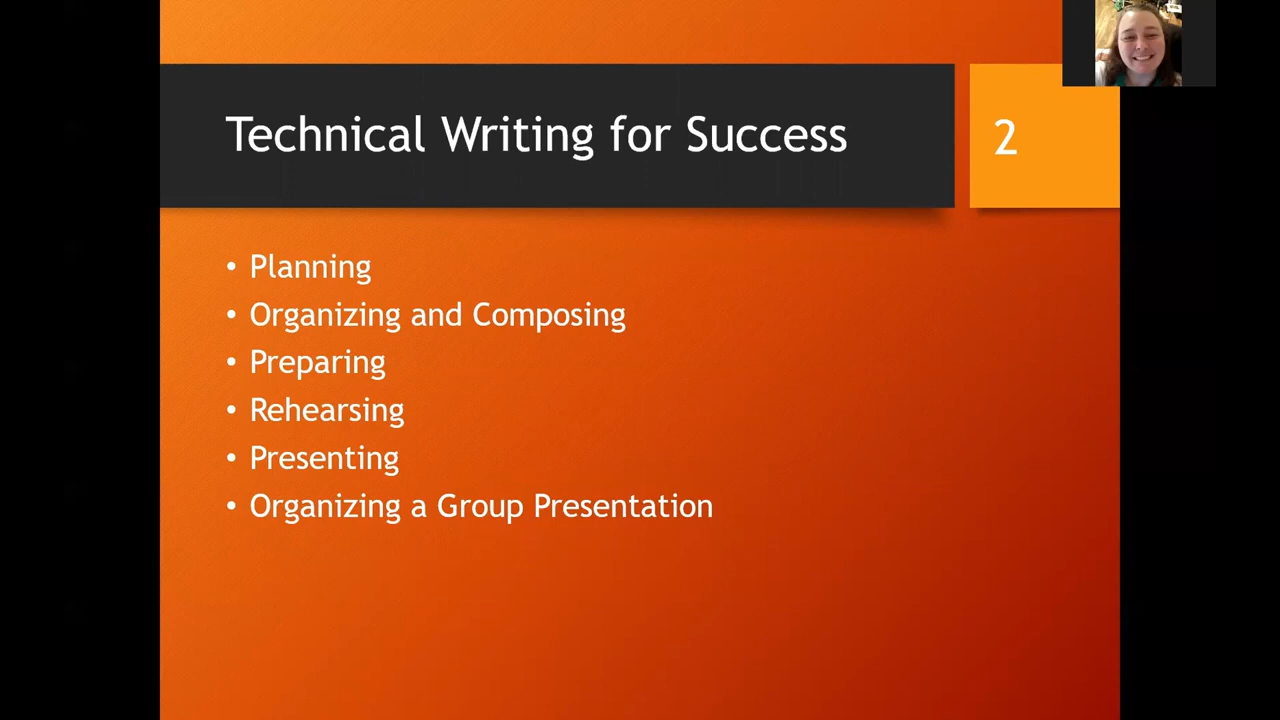 Technical Writing for Success
2
• Planning
• Organizing and Composing
• Preparing
• Rehearsing
• Presenting
• Organizing a Group Presentation